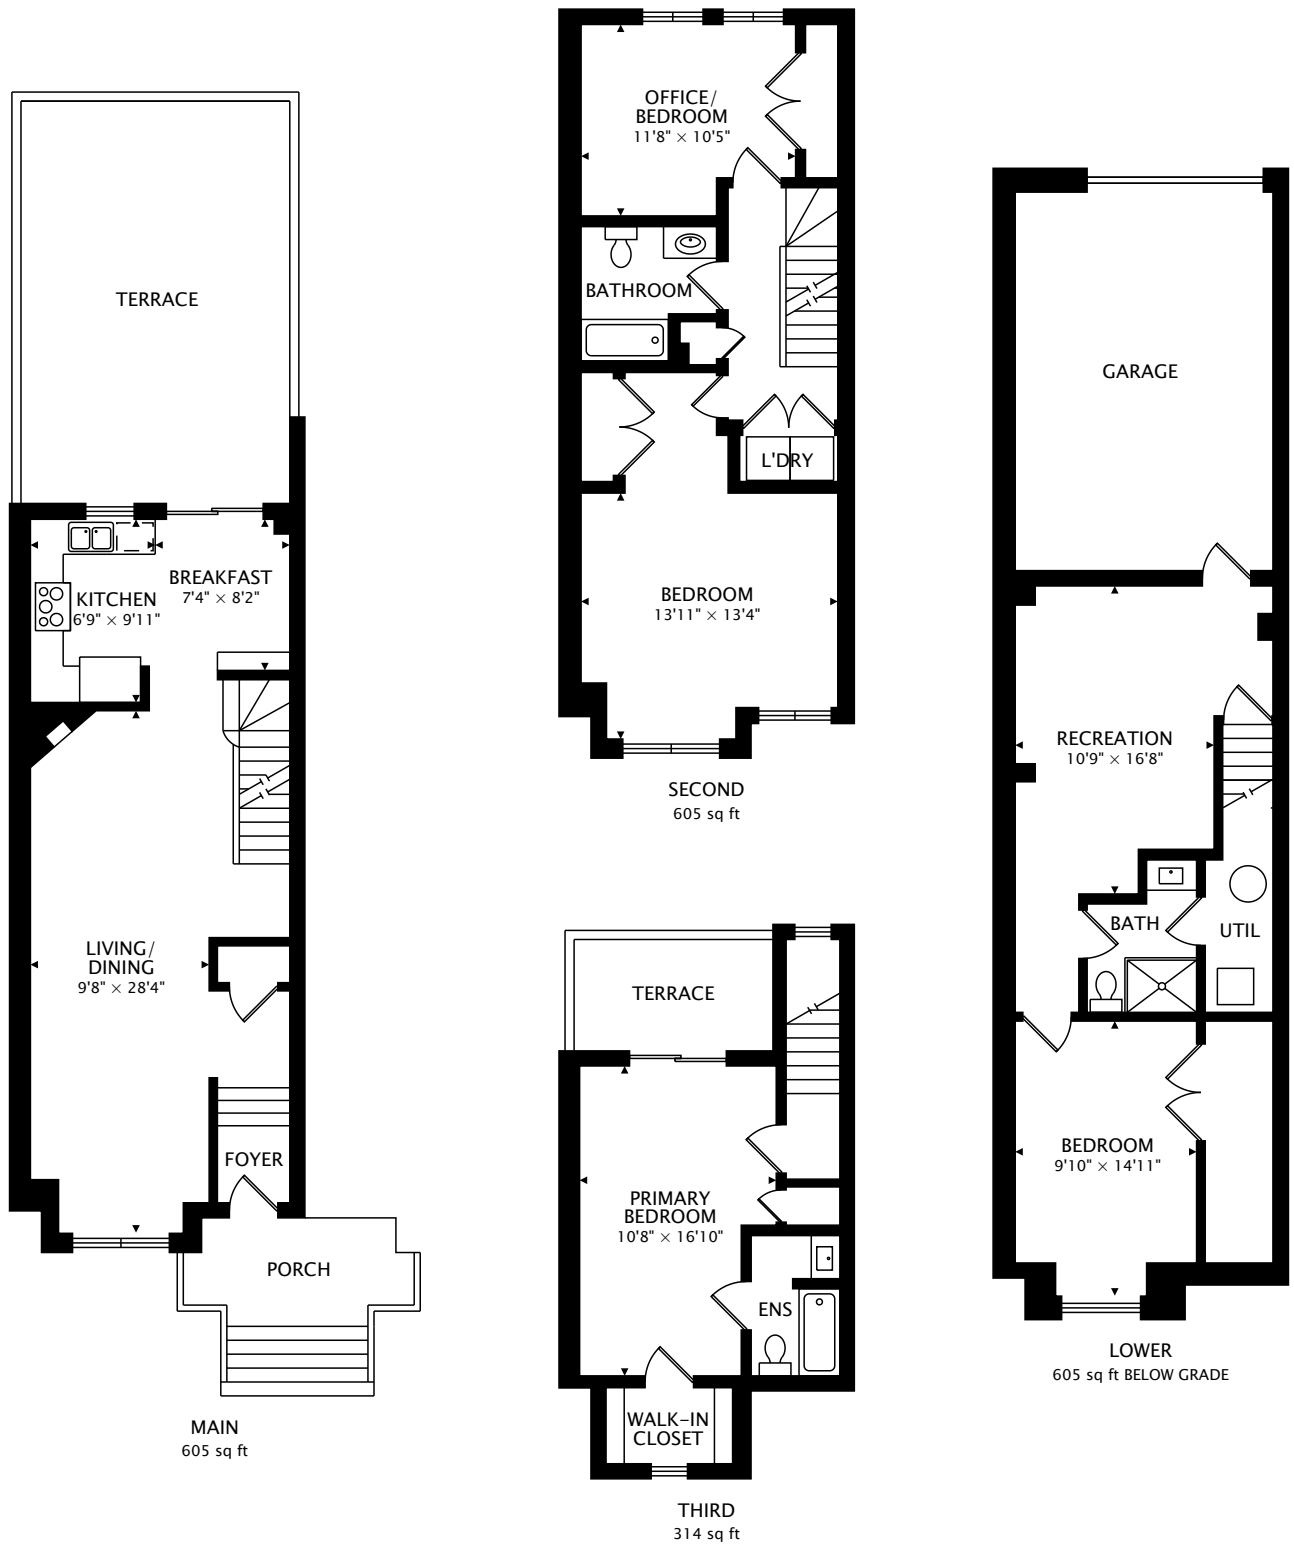 TERRACE
KITCHEN
6'9" × 9'11"
BREAKFAST
7'4" × 8'2"
LIVING/
DINING
9'8" × 28'4"
FOYER
PORCH
MAIN
605 sq ft
OFFICE/
BEDROOM
11'8" × 10'5"
BATHROOM
L'DRY
BEDROOM
13'11" × 13'4"
SECOND
605 sq ft
TERRACE
PRIMARY
BEDROOM
10'8" × 16'10"
ENS
WALK-IN
CLOSET
THIRD
314 sq ft
GARAGE
RECREATION
10'9" × 16'8"
BATH
UTIL
BEDROOM
9'10" × 14'11"
LOWER
605 sq ft BELOW GRADE